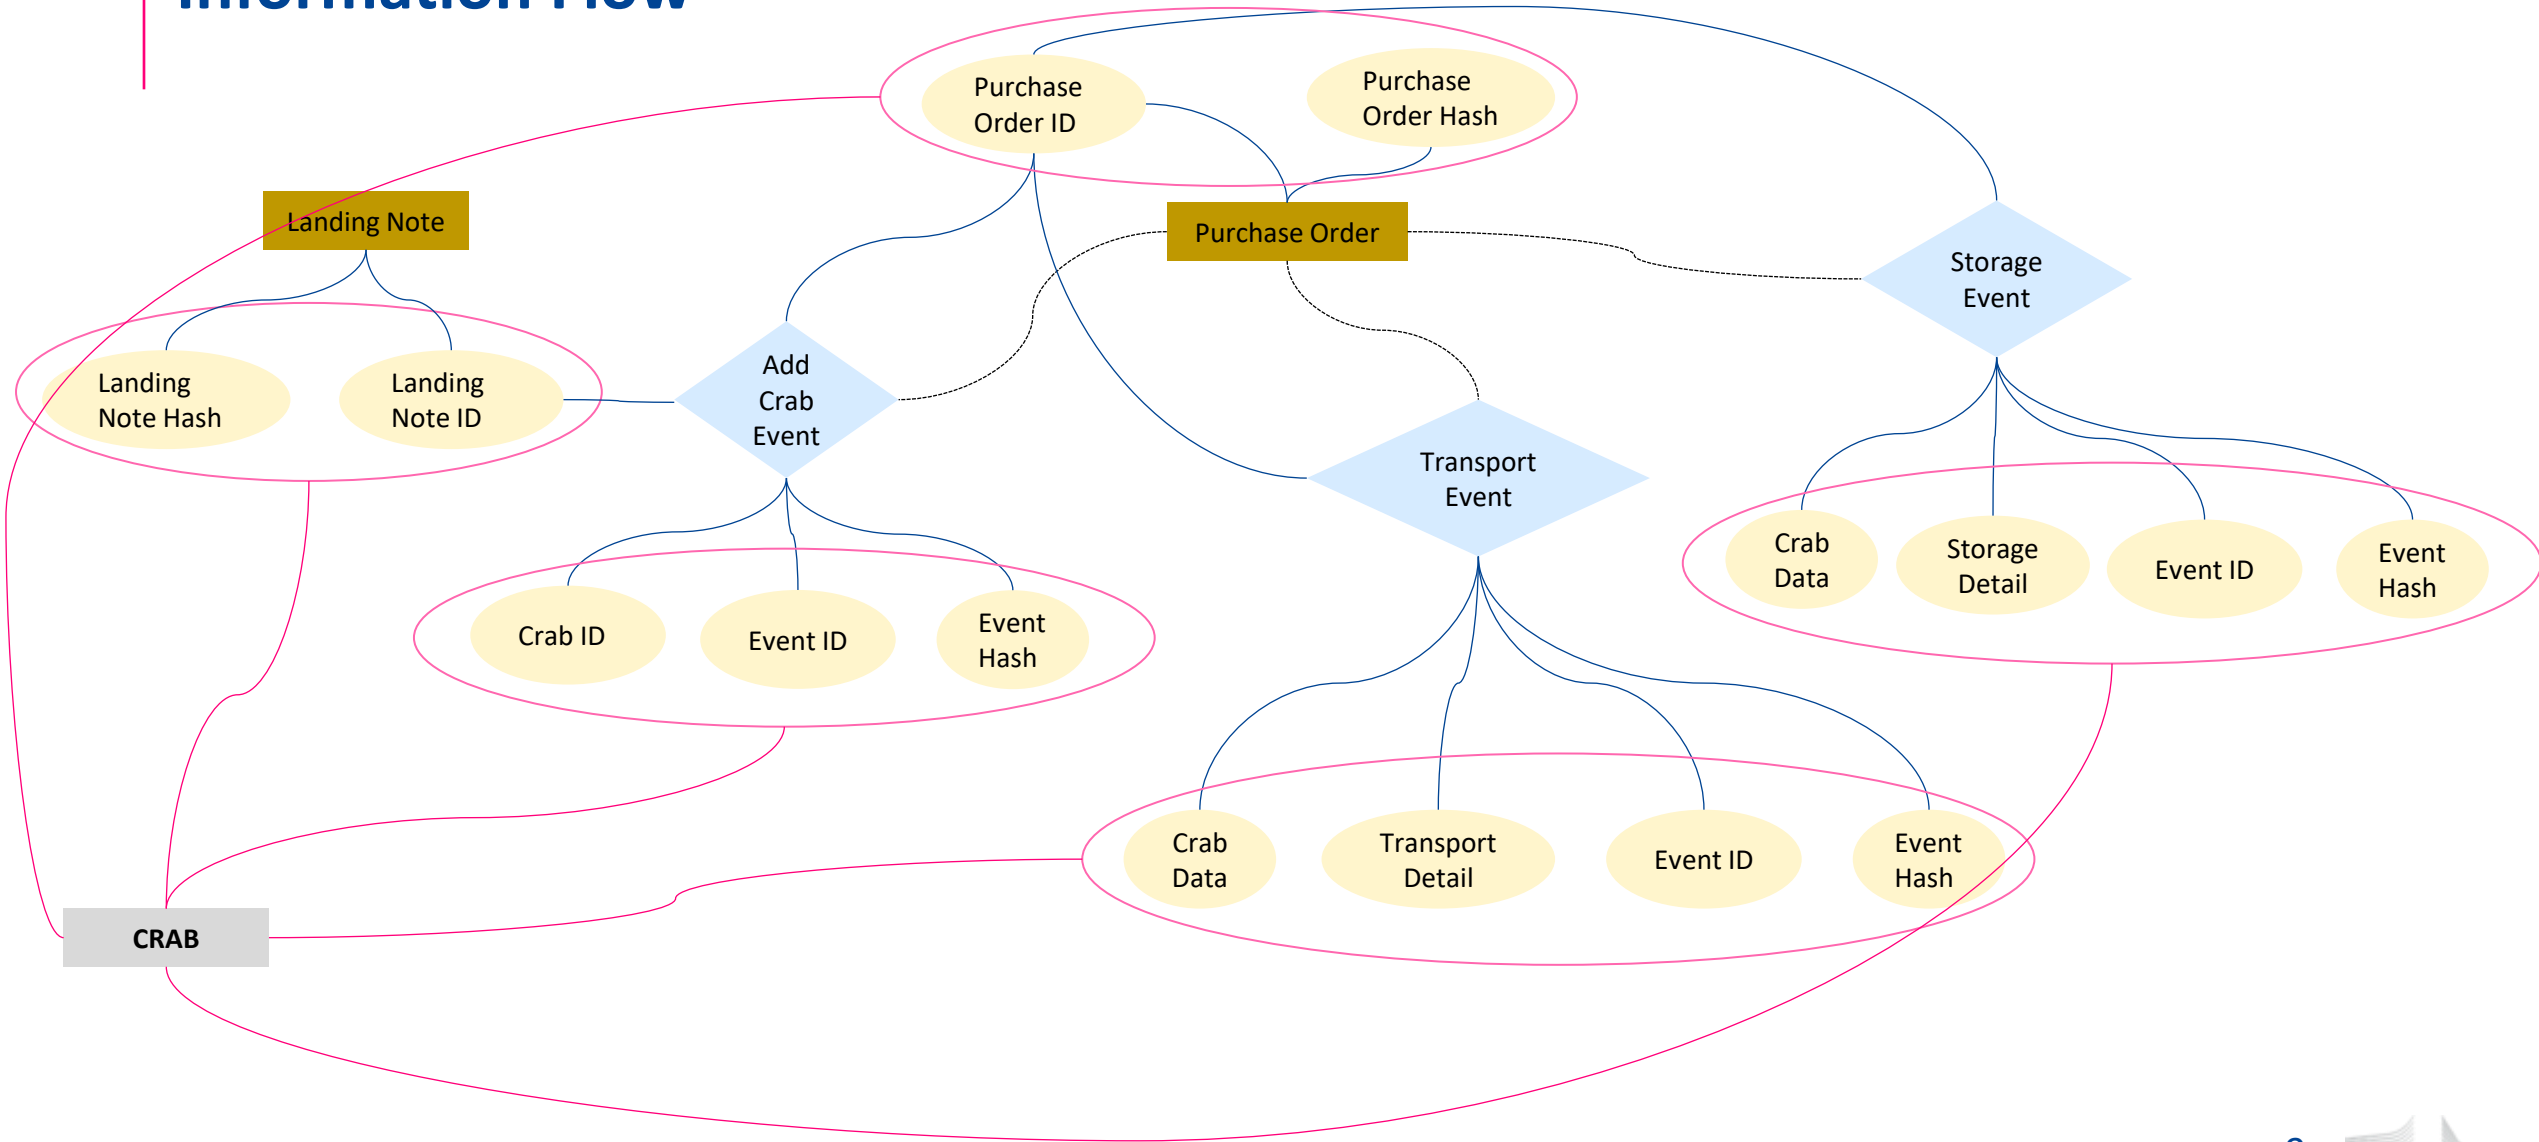 Information Flow
Purchase
Order ID
Purchase
Order Hash
Landing Note
Purchase Order
Storage
Event
Landing
Note Hash
Landing
Note ID
Add
Crab
Event
Transport
Event
Crab ID
Event ID
Event
Hash
Crab
Data
Storage
Detail
Event ID
Event
Hash
Crab
Data
Transport
Detail
Event ID
Event
Hash
CRAB